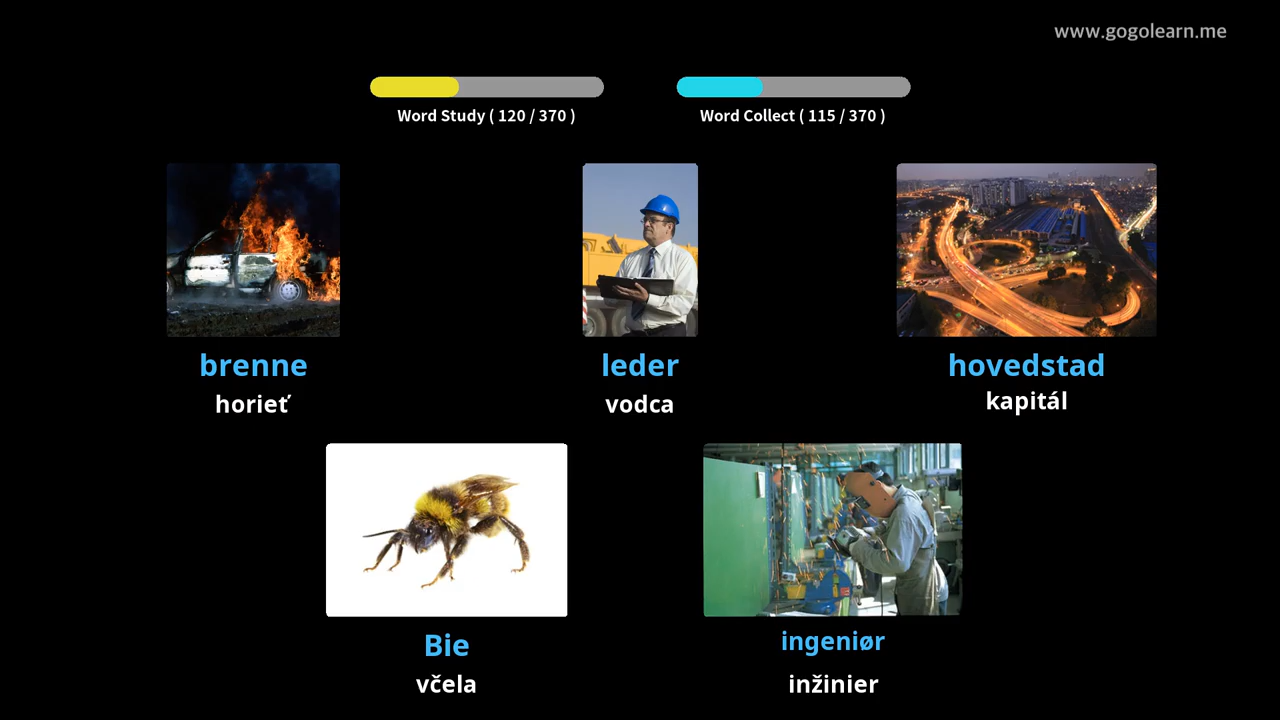 www.gogolearn.me
Word Study ( 120 / 370 )
Word Collect ( 115 / 370 )
brenne
horieť
leder
vodca
hovedstad
kapitál
Bie
včela
ingeniør
inžinier